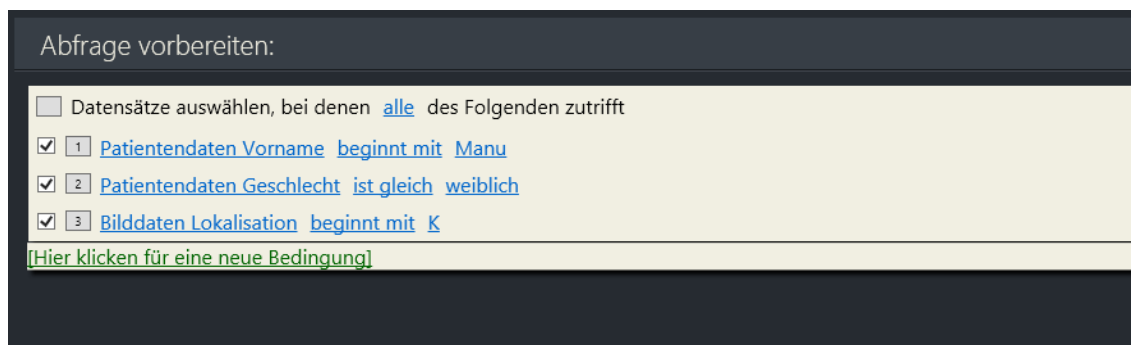 Abfrage vorbereiten:
Datensätze auswählen, bei denen alle des Folgenden zutrifft
1 Patientendaten Vorname beginnt mit Manu
2 Patientendaten Geschlecht ist gleich weiblich
3 Bilddaten Lokalisation beginnt mit K
[Hier klicken für eine neue Bedingung]